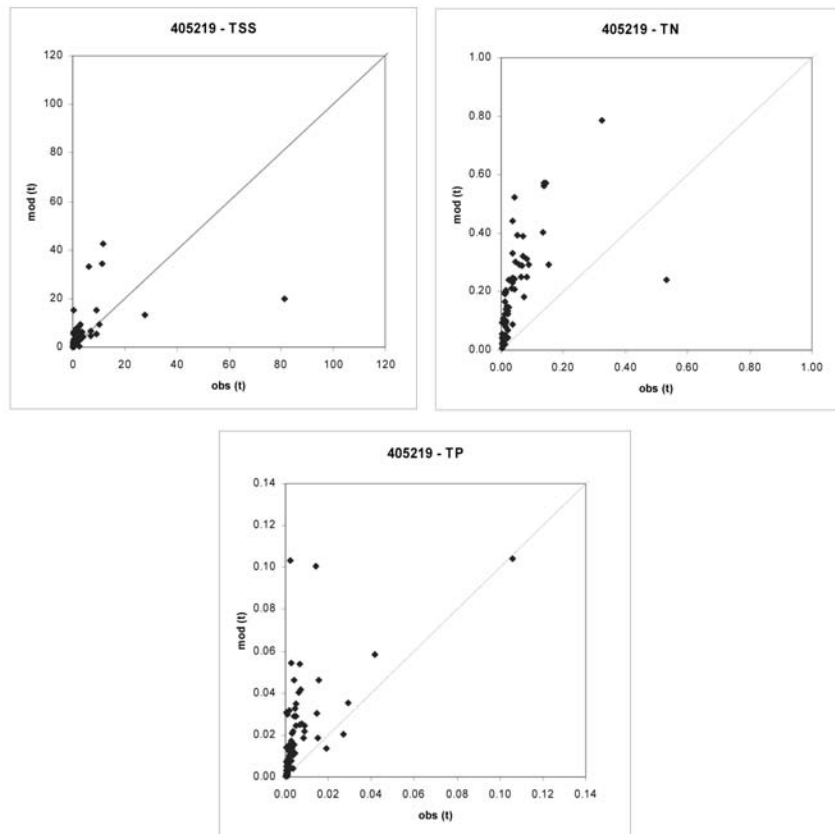 405219 - TSS
120
100
80
60
40
20
0
mod (t)
0 20 40 60 80 100 120
obs (t)
405219 - TN
1.00
0.80
0.60
0.40
0.20
0.00
mod (t)
0.00 0.20 0.40 0.60 0.80 1.00
obs (t)
405219 - TP
0.14
0.12
0.10
0.08
0.06
0.04
0.02
0.00
mod (t)
0.00 0.02 0.04 0.06 0.08 0.10 0.12 0.14
obs (t)